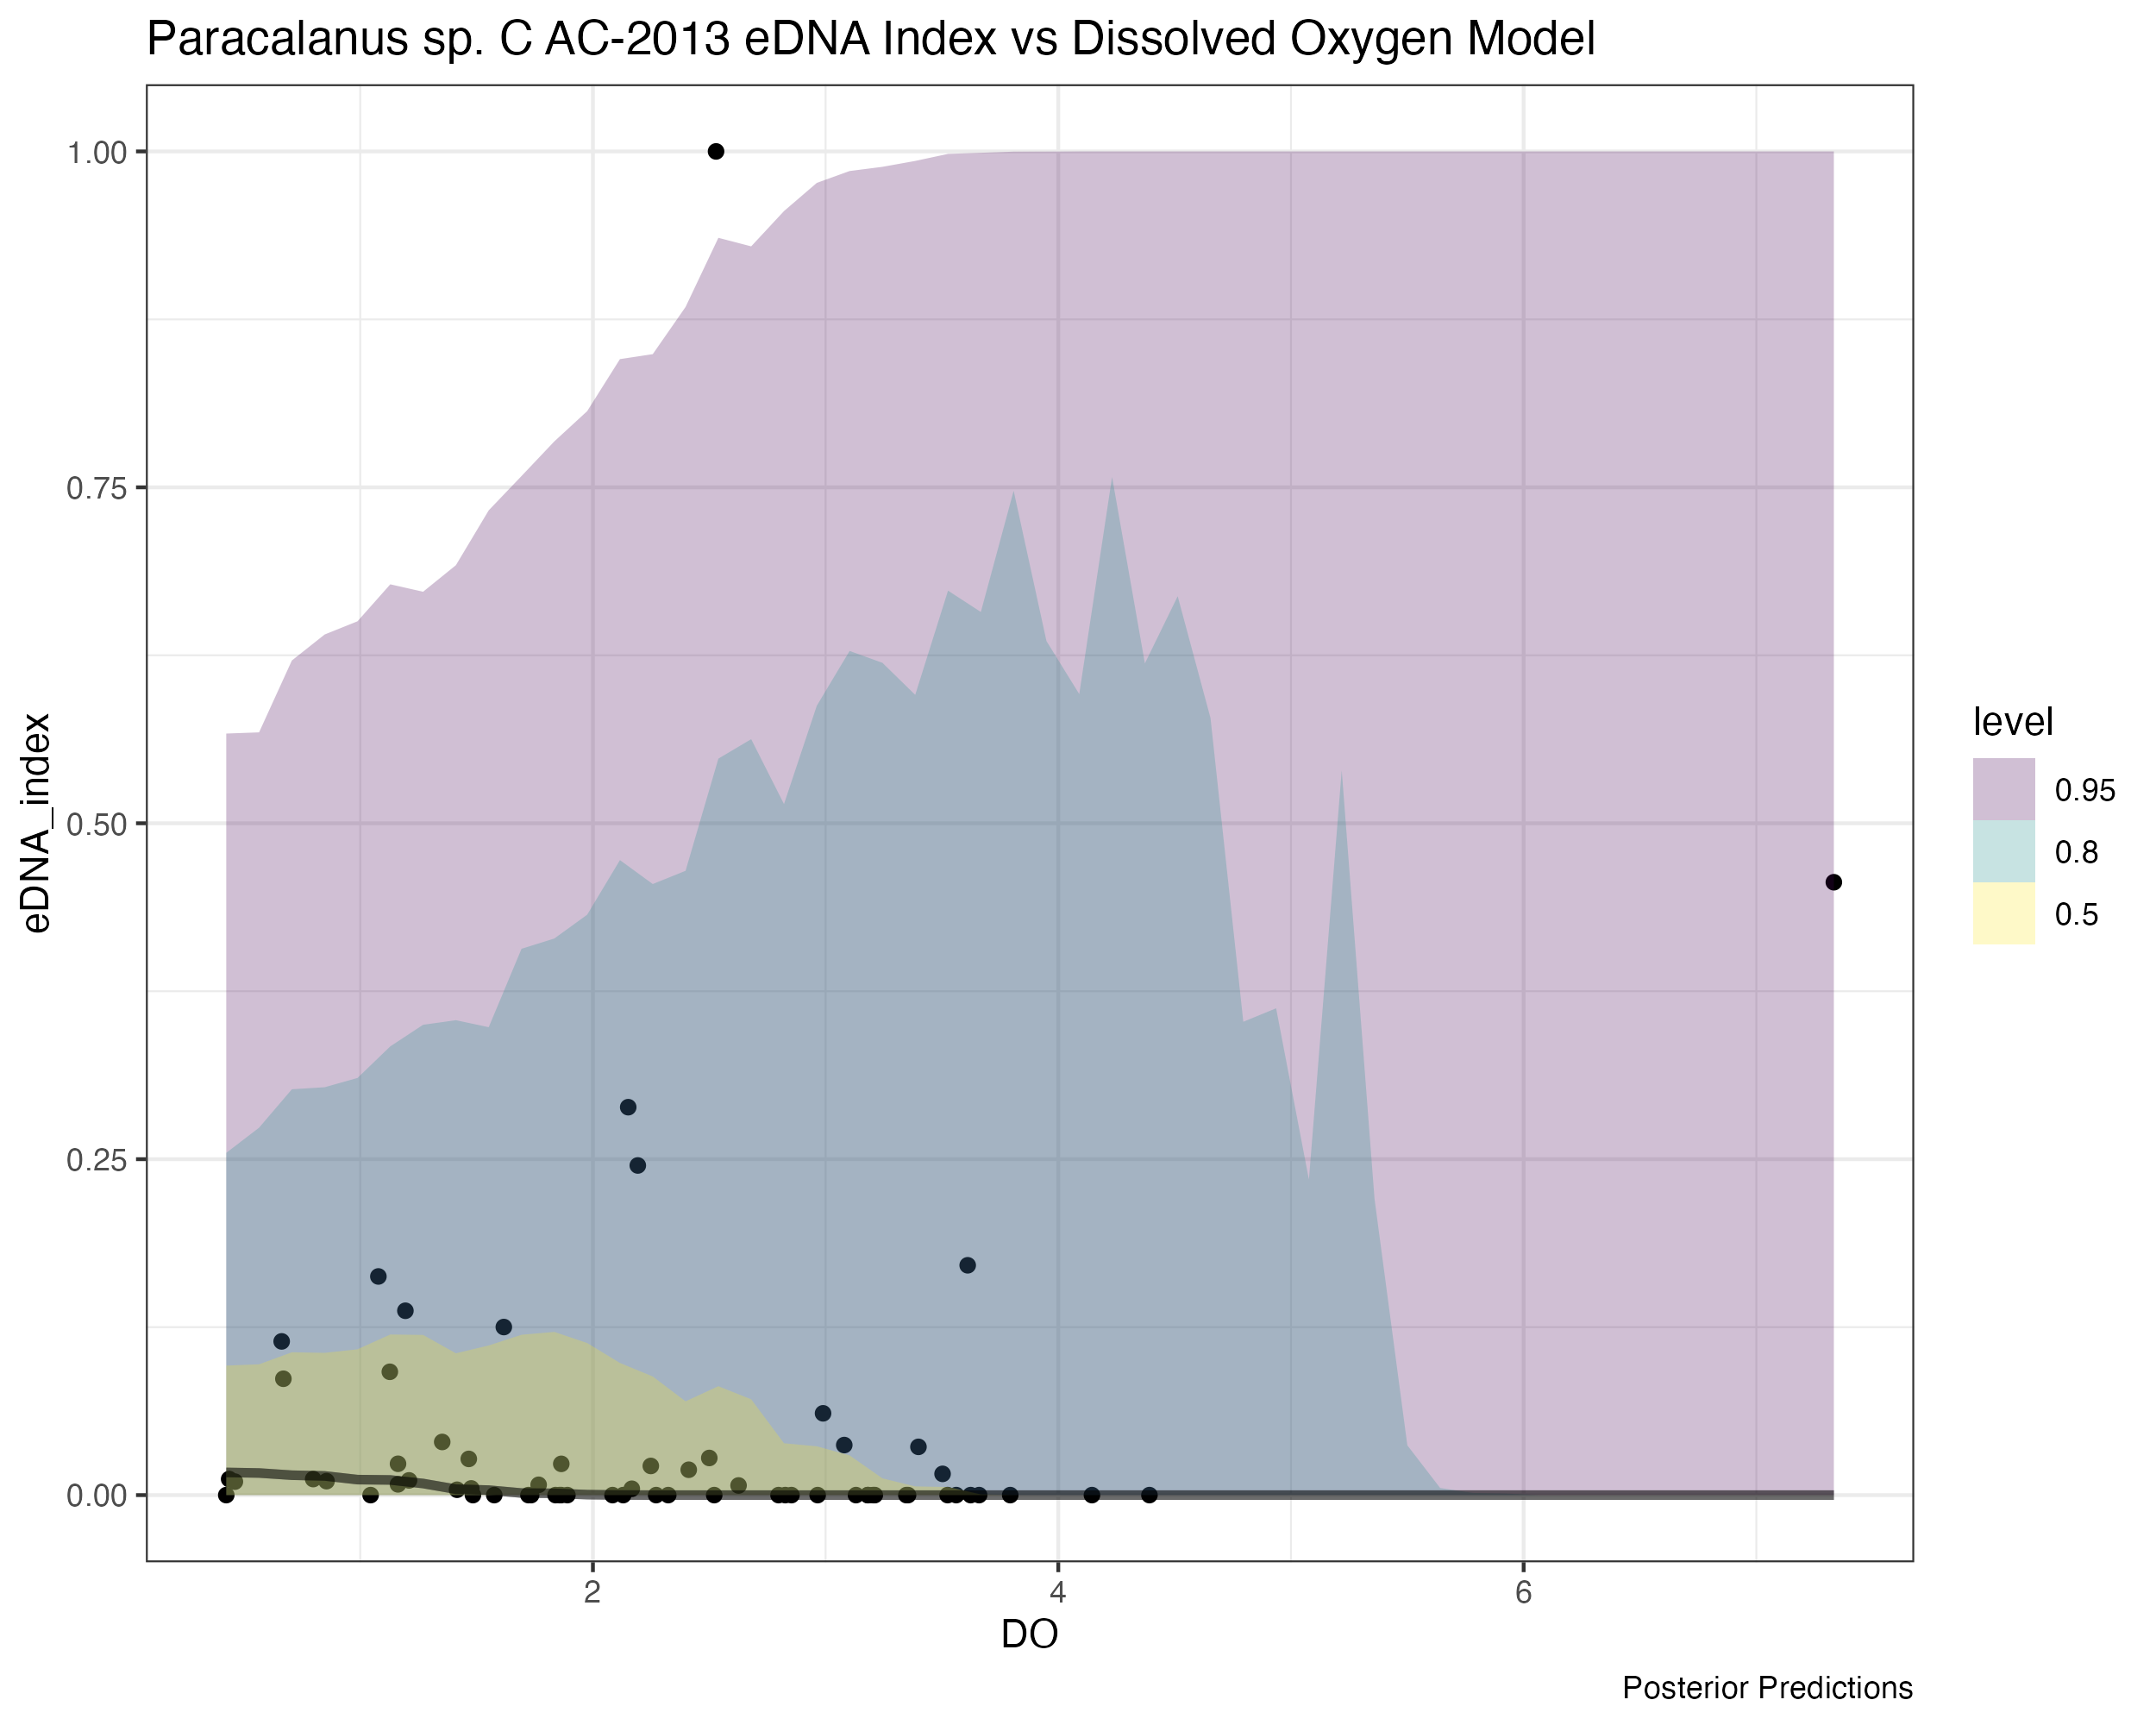 Paracalanus sp. C AC-2013 eDNA Index vs Dissolved Oxygen Model
eDNA_index
1.00
0.75
0.50
0.25
0.00
2
4
6
DO
level
0.95
0.8
0.5
Posterior Predictions